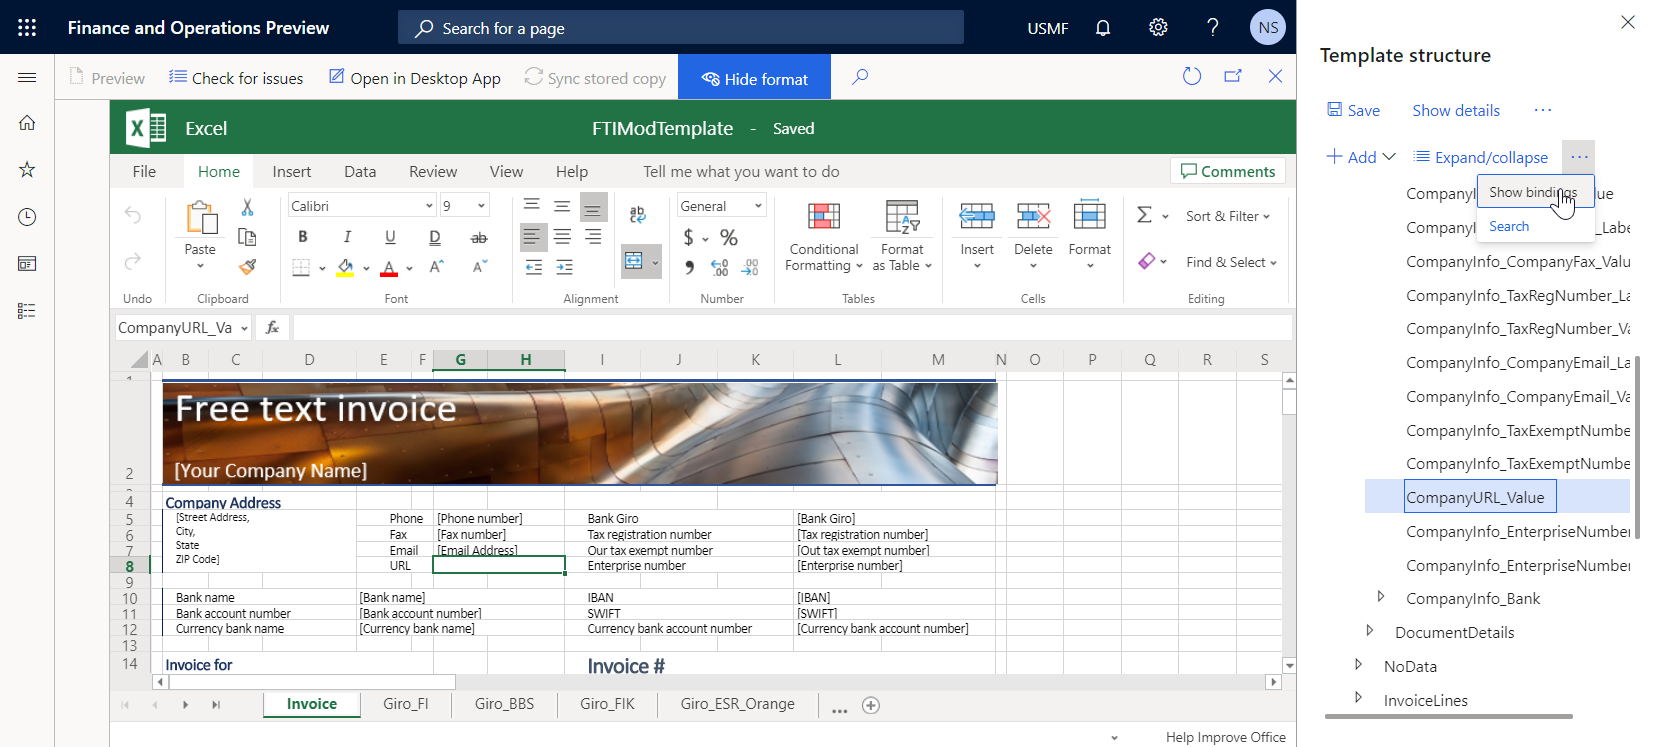 Finance and Operations Preview
Search for a page
USMF
?
NS
Preview
Check for issues
Open in Desktop App
Sync stored copy
Hide format
Excel
FTIModTemplate - Saved
File
Home
Insert
Data
Review
View
Help
Tell me what you want to do
Comments
Calibri
9
General
Paste
B I U D ab
A A A
ab
$ %
,
.00
.00
Conditional
Formatting
Format
as Table
Insert
Delete
Format
Σ
Sort & Filter
Find & Select
Undo
Clipboard
Font
Alignment
Number
Tables
Cells
Editing
CompanyURL_Va
fx
A B C D E F G H I J K L M N O P Q R S
1
2
Free text invoice
[Your Company Name]
4 Company Address
5 [Street Address, Phone [Phone number] Bank Giro [Bank Giro]
6 City, Fax [Fax number] Tax registration number [Tax registration number]
7 State Email [Email Address] Our tax exempt number [Out tax exempt number]
8 ZIP Code] URL Enterprise number [Enterprise number]
9
10 Bank name [Bank name] IBAN [IBAN]
11 Bank account number [Bank account number] SWIFT [SWIFT]
12 Currency bank name [Currency bank name] Currency bank account number [Currency bank account number]
13
14 Invoice for Invoice #
Invoice
Giro_FI
Giro_BBS
Giro_FIK
Giro_ESR_Orange
...
Help Improve Office
Template structure
Save
Show details
...
Add
Expand/collapse
...
Show bindings
Search
CompanyI
ue
CompanyI
_Labe
CompanyInfo_CompanyFax_Valu
CompanyInfo_TaxRegNumber_La
CompanyInfo_TaxRegNumber_Va
CompanyInfo_CompanyEmail_La
CompanyInfo_CompanyEmail_Va
CompanyInfo_TaxExemptNumbe
CompanyInfo_TaxExemptNumbe
CompanyURL_Value
CompanyInfo_EnterpriseNumber
CompanyInfo_EnterpriseNumber
CompanyInfo_Bank
DocumentDetails
NoData
InvoiceLines